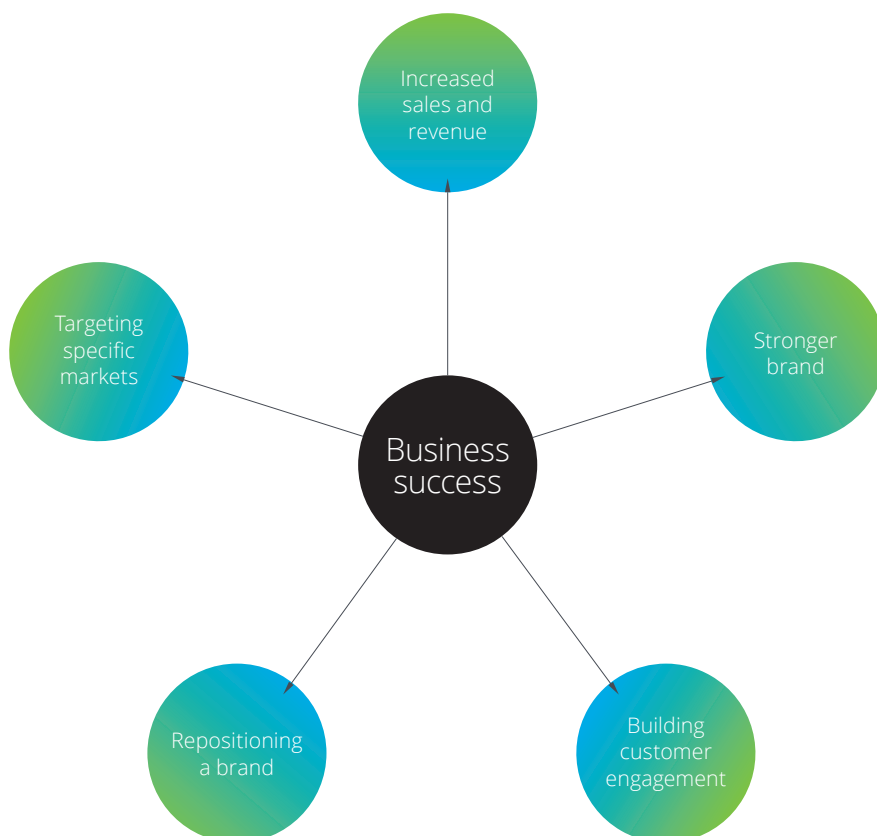 Increased
sales and
revenue
Targeting
specific
markets
Stronger
brand
Business
success
Repositioning
a brand
Building
customer
engagement